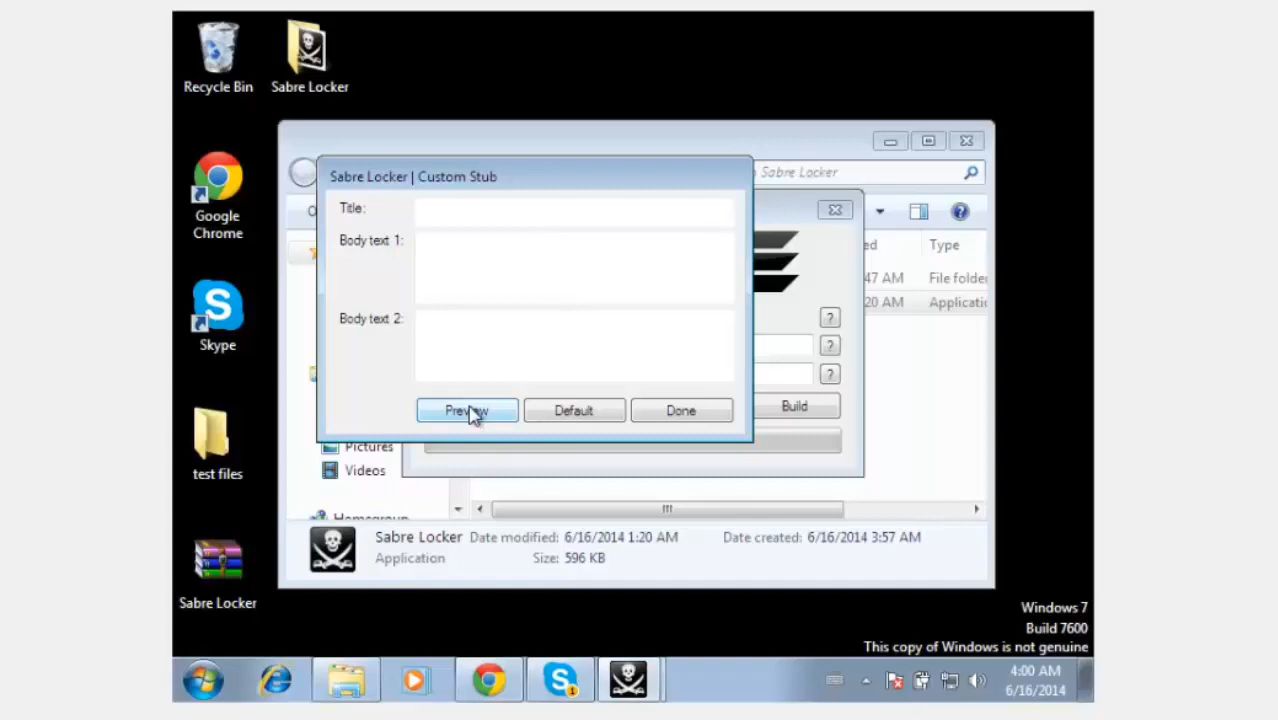 Recycle Bin
Sabre Locker
Google
Chrome
Skype
test files
Sabre Locker
Sabre Locker
Sabre Locker | Custom Stub
Title:
Body text 1:
Body text 2:
Preview
Default
Done
?
?
?
Build
Type
47 AM
File folde
20 AM
Applicati
Pictures
Videos
Sabre Locker
Date modified: 6/16/2014 1:20 AM
Date created: 6/16/2014 3:57 AM
Application
Size: 596 KB
Windows 7
Build 7600
This copy of Windows is not genuine
4:00 AM
6/16/2014